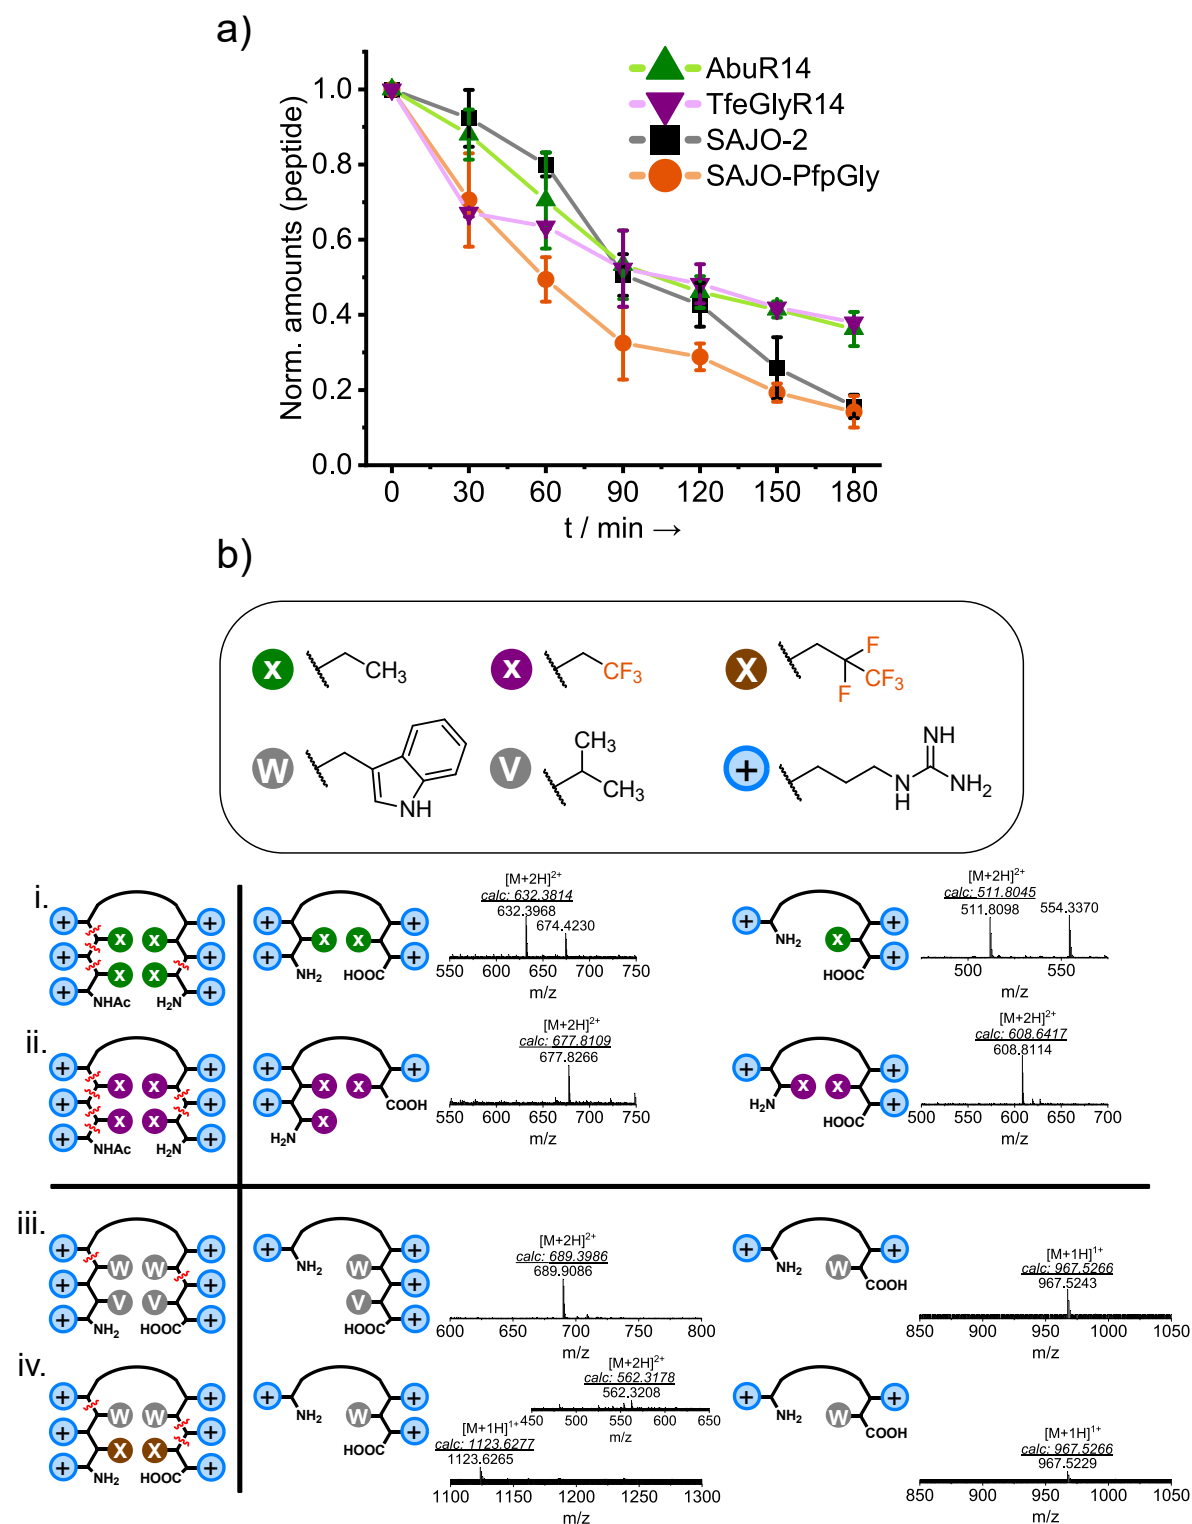 a)
AbuR14
TfeGlyR14
SAJO-2
SAJO-PfpGly
Norm. amounts (peptide)
1.0
0.8
0.6
0.4
0.2
0.0
0 30 60 90 120 150 180
t / min →
b)
X CH3 X CF3 X F CF3 F
W NH V CH3 CH3 + NH N H NH2
i.
+ + X X + + X X + + NHAc H2N
+ + X X + + NH2 HOOC
[M+2H]2+
calc: 632.3814
632.3968
674.4230
550 600 650 700 750
m/z
+ + NH2 X + HOOC
[M+2H]2+
calc: 511.8045
511.8098
554.3370
500 550
m/z
ii.
+ + X X + + X X + + NHAc H2N
+ + X X + COOH X H2N
[M+2H]2+
calc: 677.8109
677.8266
550 600 650 700 750
m/z
+ + X X + H2N HOOC +
[M+2H]2+
calc: 608.6417
608.8114
500 550 600 650 700
m/z
iii.
+ + W W + + V V + + NH2 HOOC
+ + NH2 W + V HOOC +
[M+2H]2+
calc: 689.3986
689.9086
600 650 700 750 800
m/z
+ + NH2 W COOH
[M+1H]1+
calc: 967.5266
967.5243
850 900 950 1000 1050
m/z
iv.
+ + W W + + X X + + NH2 HOOC
+ + NH2 W + HOOC
[M+2H]2+
calc: 562.3178
562.3208
450 500 550 600 650
m/z
[M+1H]1+
calc: 1123.6277
1123.6265
1100 1150 1200 1250 1300
m/z
+ + NH2 W COOH
[M+1H]1+
calc: 967.5266
967.5229
850 900 950 1000 1050
m/z